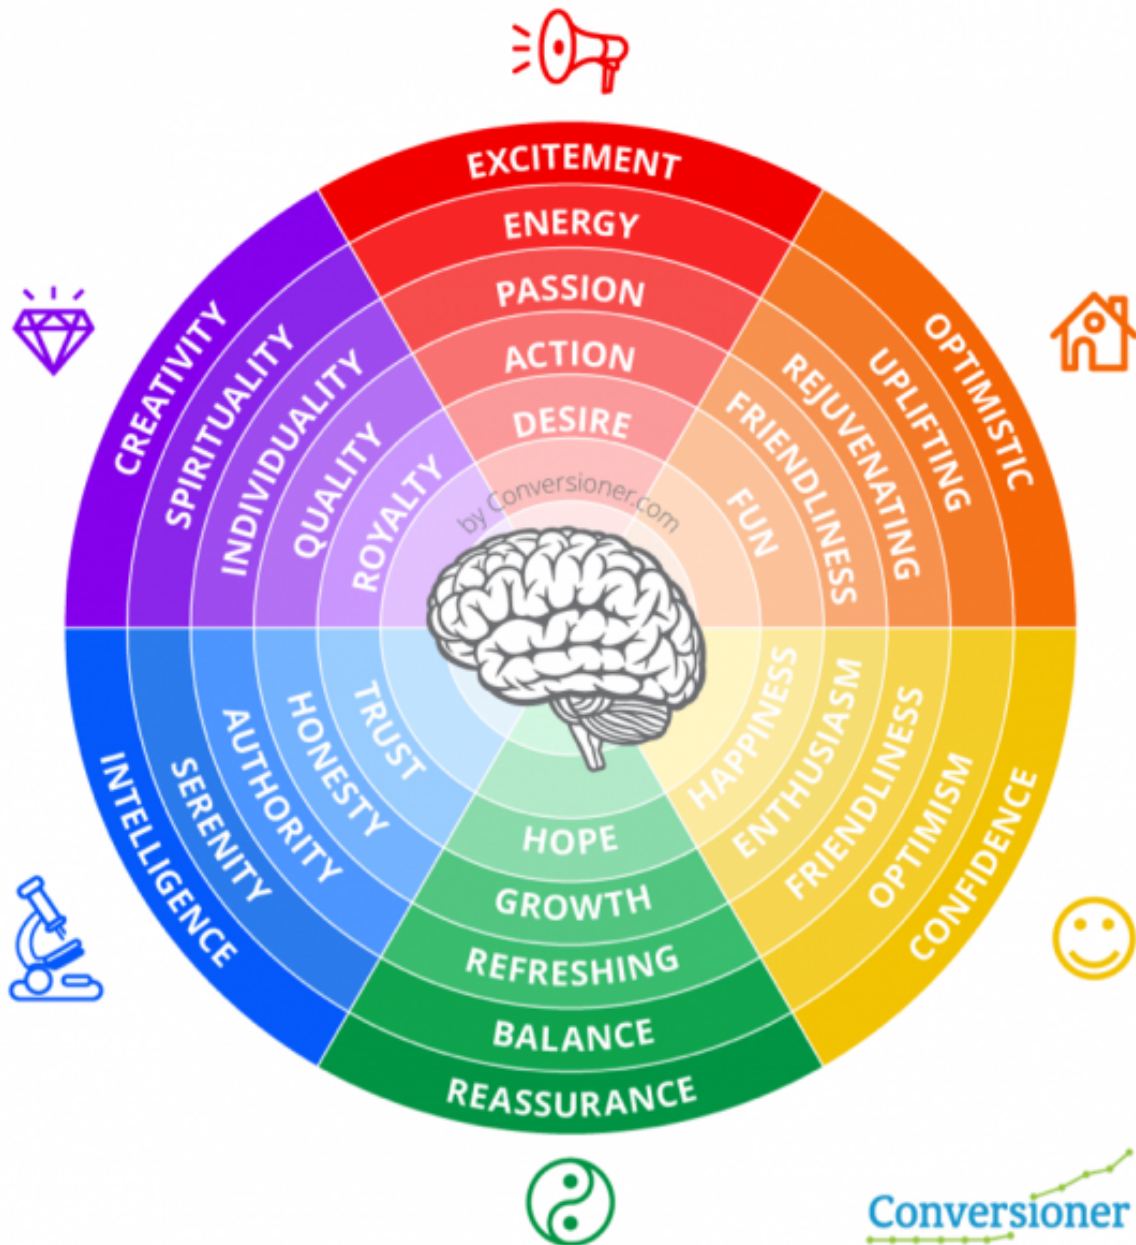 EXCITEMENT
ENERGY
PASSION
ACTION
DESIRE
OPTIMISTIC
UPLIFTING
REJUVENATING
FRIENDLINESS
FUN
CONFIDENCE
OPTIMISM
FRIENDLINESS
ENTHUSIASM
HAPPINESS
HOPE
GROWTH
REFRESHING
BALANCE
REASSURANCE
INTELLIGENCE
SERENITY
AUTHORITY
HONESTY
TRUST
CREATIVITY
SPIRITUALITY
INDIVIDUALITY
QUALITY
ROYALTY
by Conversioner.com
Conversioner